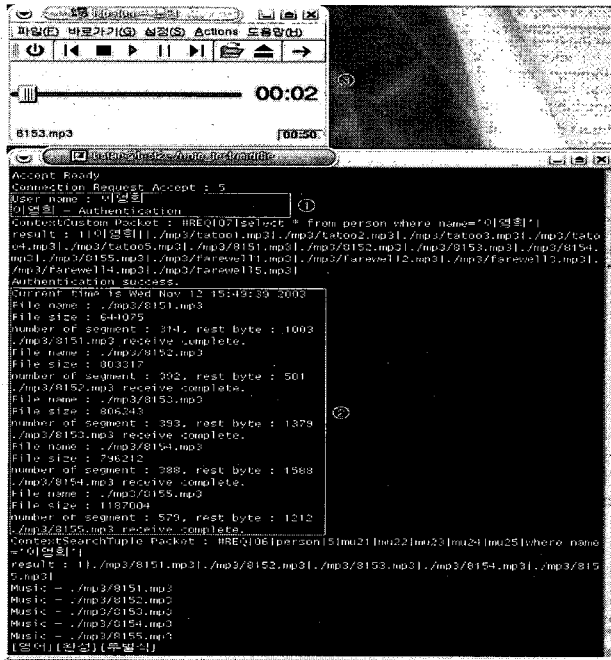 파일(F) 바로가기(G) 설정(S) Actions 도움말(H)
00:02
③
8153.mp3
00:50
Accept Ready
Connection Request Accept : 5
User name : 이영희
이영희 - Authentication
①
ContextCustom Packet : #REQ|07|select * from person where name='이영희'|
result : 1|이영희||./mp3/tatoo1.mp3|./mp3/tatoo2.mp3|./mp3/tatoo3.mp3|./mp3/tato
o4.mp3|./mp3/tatoo5.mp3|./mp3/8151.mp3|./mp3/8152.mp3|./mp3/8153.mp3|./mp3/8154.
mp3|./mp3/8155.mp3|./mp3/farewell1.mp3|./mp3/farewell2.mp3|./mp3/farewell3.mp3|.
/mp3/farewell4.mp3|./mp3/farewell5.mp3|
Authentication success.
Current time is Wed Nov 12 15:49:39 2003
File name : ./mp3/8151.mp3
File size : 644075
number of segment : 314, rest byte : 1003
./mp3/8151.mp3 receive complete.
File name : ./mp3/8152.mp3
File size : 803317
number of segment : 392, rest byte : 501
./mp3/8152.mp3 receive complete.
File name : ./mp3/8153.mp3
File size : 806243
②
number of segment : 393, rest byte : 1379
./mp3/8153.mp3 receive complete.
File name : ./mp3/8154.mp3
File size : 796212
number of segment : 388, rest byte : 1588
./mp3/8154.mp3 receive complete.
File name : ./mp3/8155.mp3
File size : 1187004
number of segment : 579, rest byte : 1212
./mp3/8155.mp3 receive complete.
ContextSearchTuple Packet : #REQ|06|person|5|mu21|mu22|mu23|mu24|mu25|where name
='이영희'|
result : 1|./mp3/8151.mp3|./mp3/8152.mp3|./mp3/8153.mp3|./mp3/8154.mp3|./mp3/815
5.mp3|
Music - ./mp3/8151.mp3
Music - ./mp3/8152.mp3
Music - ./mp3/8153.mp3
Music - ./mp3/8154.mp3
Music - ./mp3/8155.mp3
[영어][완성][두벌식]